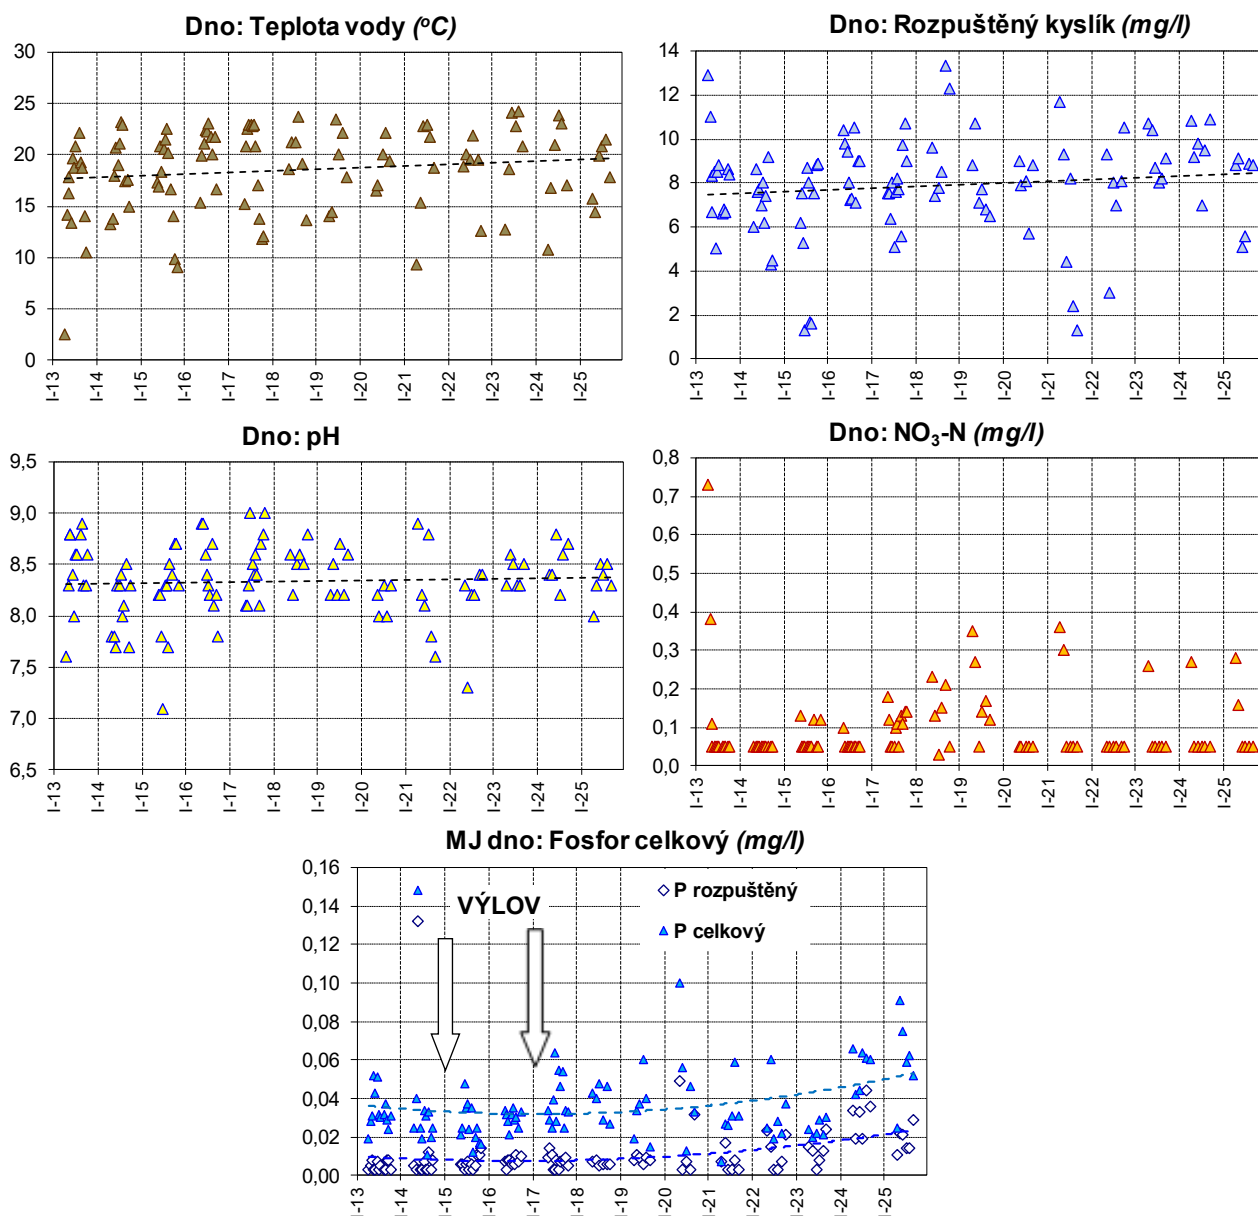 Dno: Teplota vody (°C)
30
25
20
15
10
5
0
I-13
I-14
I-15
I-16
I-17
I-18
I-19
I-20
I-21
I-22
I-23
I-24
I-25
Dno: Rozpuštěný kyslík (mg/l)
14
12
10
8
6
4
2
0
I-13
I-14
I-15
I-16
I-17
I-18
I-19
I-20
I-21
I-22
I-23
I-24
I-25
Dno: pH
9,5
9,0
8,5
8,0
7,5
7,0
6,5
I-13
I-14
I-15
I-16
I-17
I-18
I-19
I-20
I-21
I-22
I-23
I-24
I-25
Dno: NO₃-N (mg/l)
0,8
0,7
0,6
0,5
0,4
0,3
0,2
0,1
0,0
I-13
I-14
I-15
I-16
I-17
I-18
I-19
I-20
I-21
I-22
I-23
I-24
I-25
MJ dno: Fosfor celkový (mg/l)
0,16
0,14
0,12
0,10
0,08
0,06
0,04
0,02
0,00
VÝLOV
P rozpuštěný
P celkový
I-13
I-14
I-15
I-16
I-17
I-18
I-19
I-20
I-21
I-22
I-23
I-24
I-25